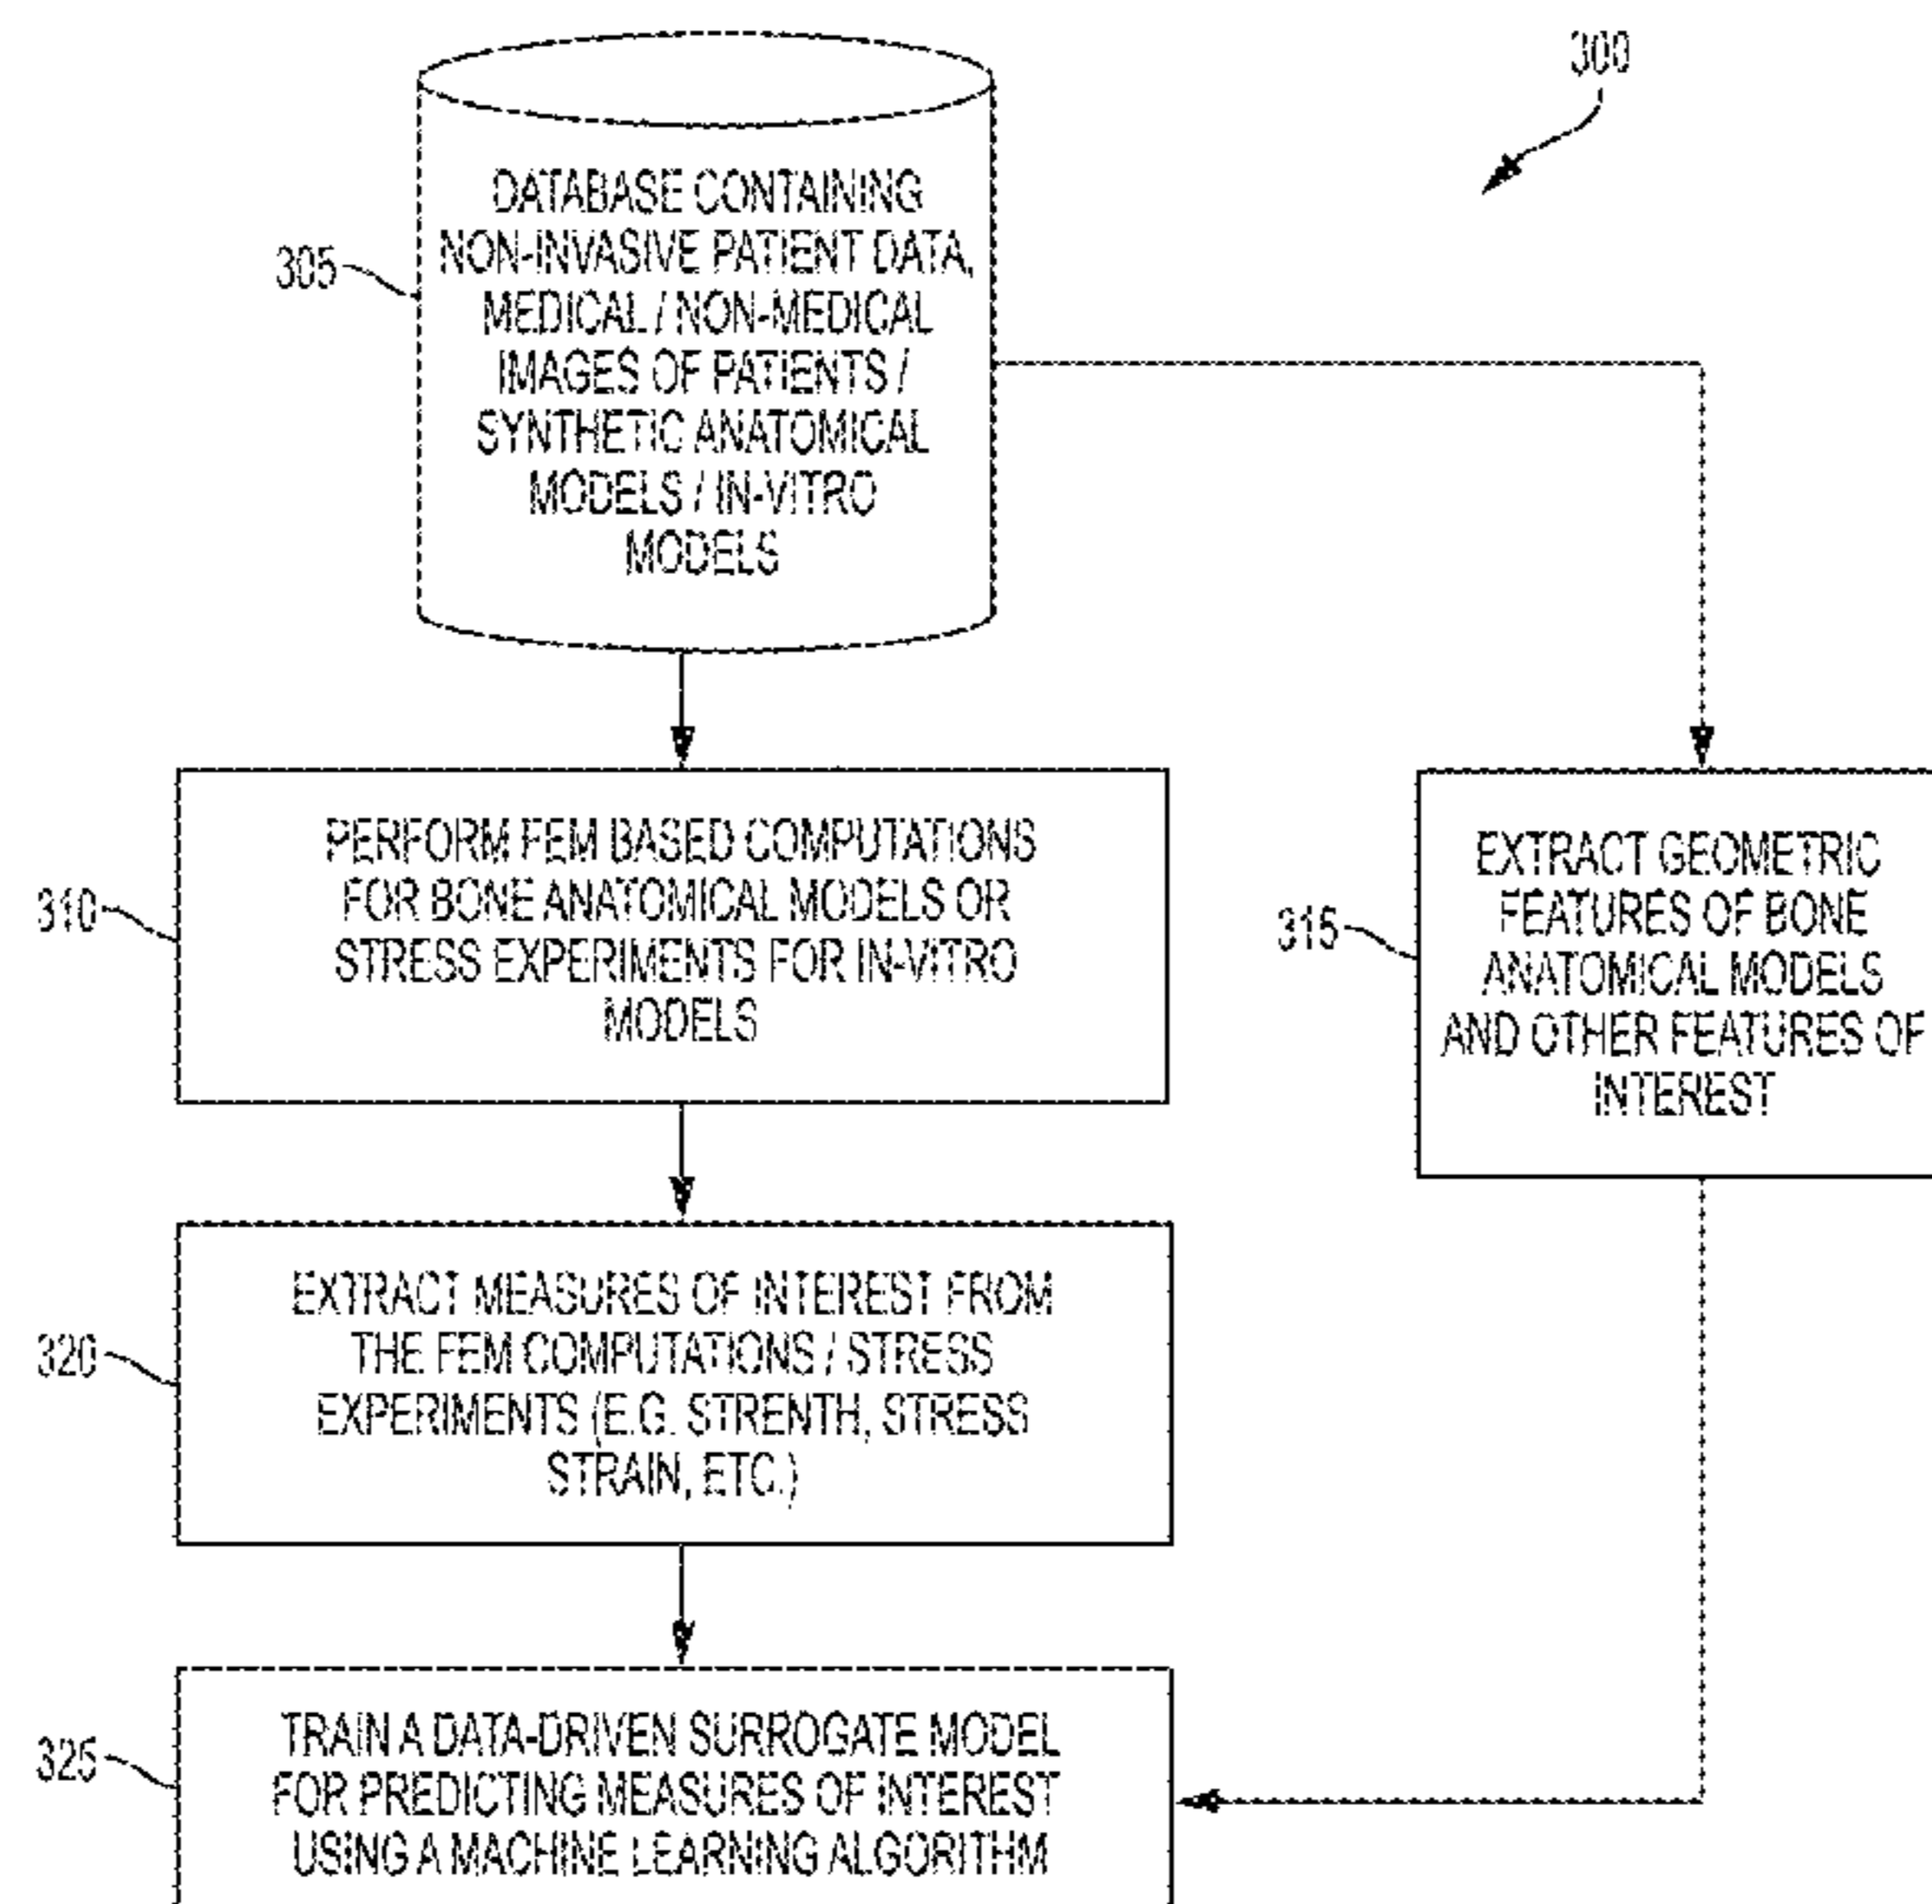 300
305
DATABASE CONTAINING
NON-INVASIVE PATIENT DATA,
MEDICAL / NON-MEDICAL
IMAGES OF PATIENTS /
SYNTHETIC ANATOMICAL
MODELS / IN-VITRO
MODELS
310
PERFORM FEM BASED COMPUTATIONS
FOR BONE ANATOMICAL MODELS OR
STRESS EXPERIMENTS FOR IN-VITRO
MODELS
315
EXTRACT GEOMETRIC
FEATURES OF BONE
ANATOMICAL MODELS
AND OTHER FEATURES OF
INTEREST
320
EXTRACT MEASURES OF INTEREST FROM
THE FEM COMPUTATIONS / STRESS
EXPERIMENTS (E.G. STRENTH, STRESS
STRAIN, ETC.)
325
TRAIN A DATA-DRIVEN SURROGATE MODEL
FOR PREDICTING MEASURES OF INTEREST
USING A MACHINE LEARNING ALGORITHM